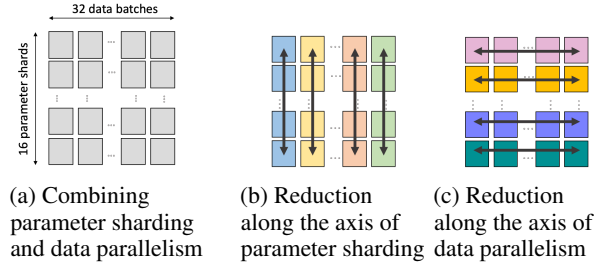 32 data batches
16 parameter shards
(a) Combining
parameter sharding
and data parallelism
(b) Reduction
along the axis of
parameter sharding
(c) Reduction
along the axis of
data parallelism